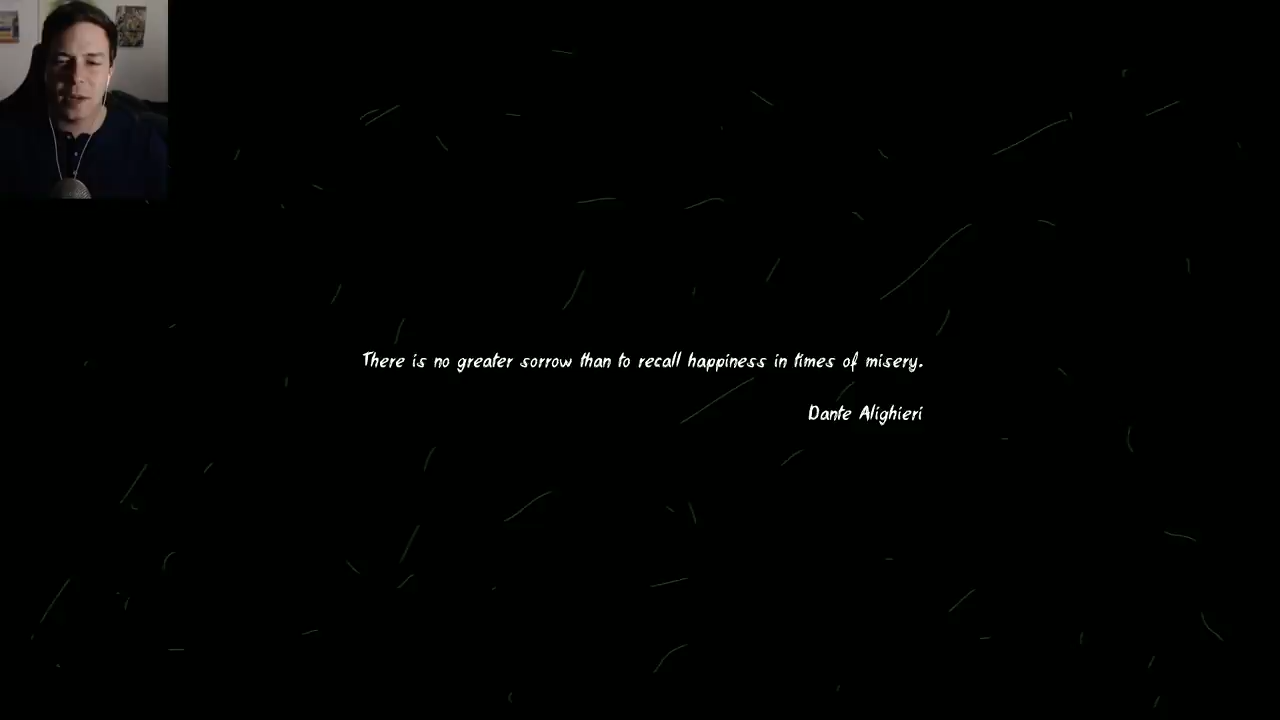 There is no greater sorrow than to recall happiness in times of misery.
Dante Alighieri